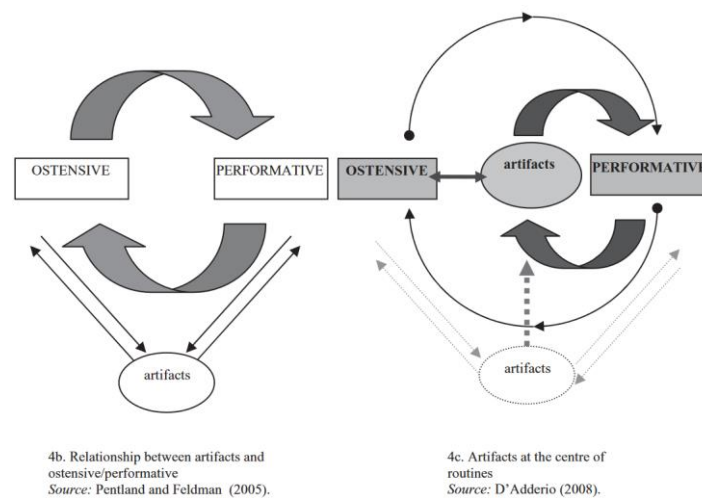 OSTENSIVE
PERFORMATIVE
artifacts
4b. Relationship between artifacts and
ostensive/performative
Source: Pentland and Feldman (2005).
OSTENSIVE
artifacts
PERFORMATIVE
artifacts
4c. Artifacts at the centre of
routines
Source: D’Adderio (2008).